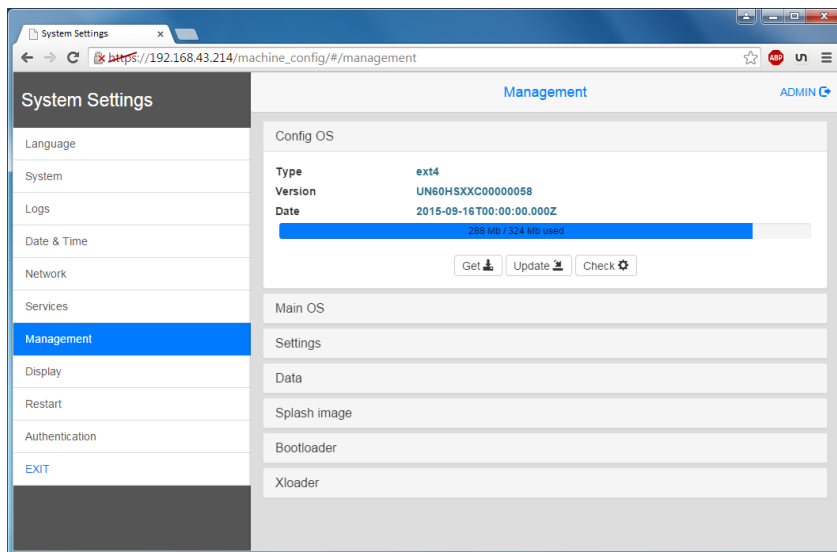 System Settings
https://192.168.43.214/machine_config/#/management
ABP
System Settings
Management
ADMIN
Language
System
Logs
Date & Time
Network
Services
Management
Display
Restart
Authentication
EXIT
Config OS
Type ext4
Version UN60HSXXC00000058
Date 2015-09-16T00:00:00.000Z
288 Mb / 324 Mb used
Get
Update
Check
Main OS
Settings
Data
Splash image
Bootloader
Xloader